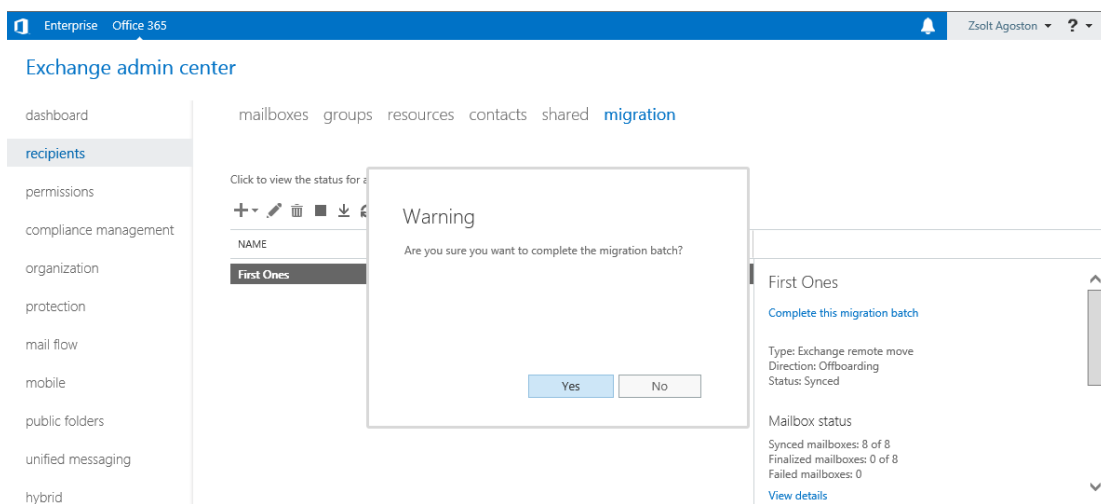 Enterprise Office 365
Zsolt Agoston ?
Exchange admin center
dashboard
recipients
permissions
compliance management
organization
protection
mail flow
mobile
public folders
unified messaging
hybrid
mailboxes groups resources contacts shared migration
Click to view the status for a
NAME
First Ones
Warning
Are you sure you want to complete the migration batch?
Yes No
First Ones
Complete this migration batch
Type: Exchange remote move
Direction: Offboarding
Status: Synced
Mailbox status
Synced mailboxes: 8 of 8
Finalized mailboxes: 0 of 8
Failed mailboxes: 0
View details